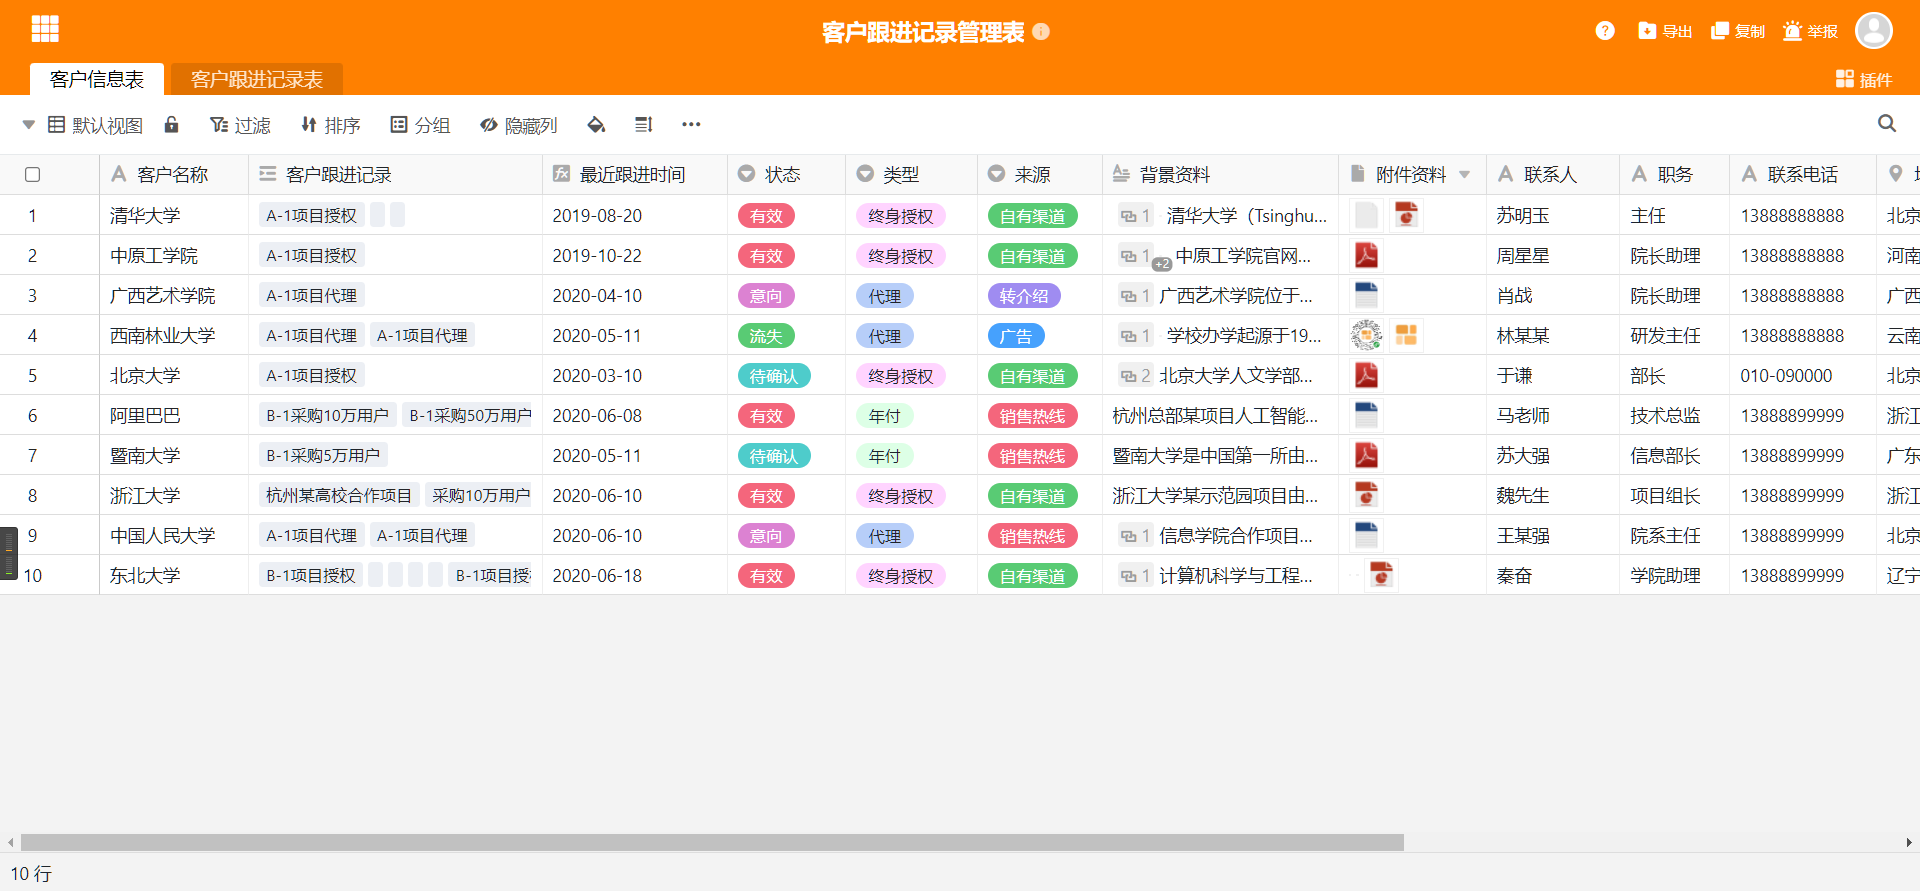 客户跟进记录管理表
导出 复制 举报
客户信息表 客户跟进记录表 插件
默认视图 过滤 排序 分组 隐藏列
客户名称 客户跟进记录 最近跟进时间 状态 类型 来源 背景资料 附件资料 联系人 职务 联系电话
1 清华大学 A-1项目授权 2019-08-20 有效 终身授权 自有渠道 1 清华大学（Tsinghu... 苏明玉 主任 13888888888 北京
2 中原工学院 A-1项目授权 2019-10-22 有效 终身授权 自有渠道 1 +2 中原工学院官网... 周星星 院长助理 13888888888 河南
3 广西艺术学院 A-1项目代理 2020-04-10 意向 代理 转介绍 1 广西艺术学院位于... 肖战 院长助理 13888888888 广西
4 西南林业大学 A-1项目代理 A-1项目代理 2020-05-11 流失 代理 广告 1 学校办学起源于19... 林某某 研发主任 13888888888 云南
5 北京大学 A-1项目授权 2020-03-10 待确认 终身授权 自有渠道 2 北京大学人文学部... 于谦 部长 010-090000 北京
6 阿里巴巴 B-1采购10万用户 B-1采购50万用户 2020-06-08 有效 年付 销售热线 杭州总部某项目人工智能... 马老师 技术总监 13888899999 浙江
7 暨南大学 B-1采购5万用户 2020-05-11 待确认 年付 销售热线 暨南大学是中国第一所由... 苏大强 信息部长 13888899999 广东
8 浙江大学 杭州某高校合作项目 采购10万用户 2020-06-10 有效 终身授权 自有渠道 浙江大学某示范园项目由... 魏先生 项目组长 13888899999 浙江
9 中国人民大学 A-1项目代理 A-1项目代理 2020-06-10 意向 代理 销售热线 1 信息学院合作项目... 王某强 院系主任 13888899999 北京
10 东北大学 B-1项目授权 B-1项目授 2020-06-18 有效 终身授权 自有渠道 1 计算机科学与工程... 秦奋 学院助理 13888899999 辽宁
10 行